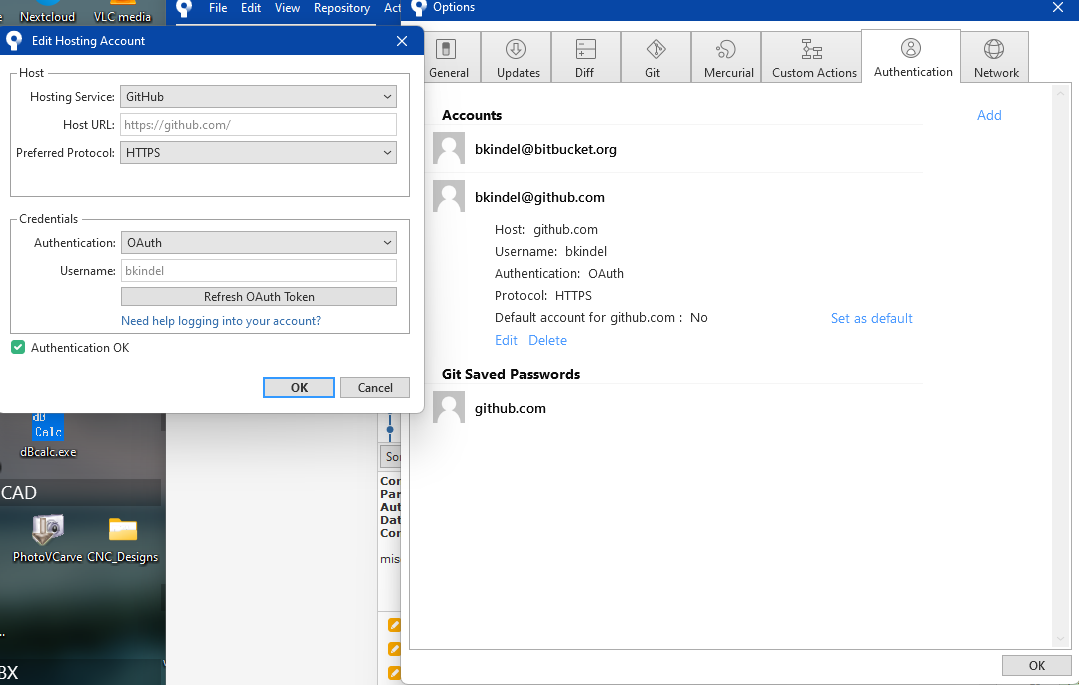 Nextcloud
VLC media
File Edit View Repository
Options
Edit Hosting Account
Host
Hosting Service: GitHub
Host URL: https://github.com/
Preferred Protocol: HTTPS
Credentials
Authentication: OAuth
Username: bkindel
Refresh OAuth Token
Need help logging into your account?
Authentication OK
OK
Cancel
General
Updates
Diff
Git
Mercurial
Custom Actions
Authentication
Network
Accounts
Add
bkindel@bitbucket.org
bkindel@github.com
Host: github.com
Username: bkindel
Authentication: OAuth
Protocol: HTTPS
Default account for github.com : No
Set as default
Edit Delete
Git Saved Passwords
github.com
OK
dB
Calc
dBcalc.exe
CAD
PhotoVCarve
CNC_Designs